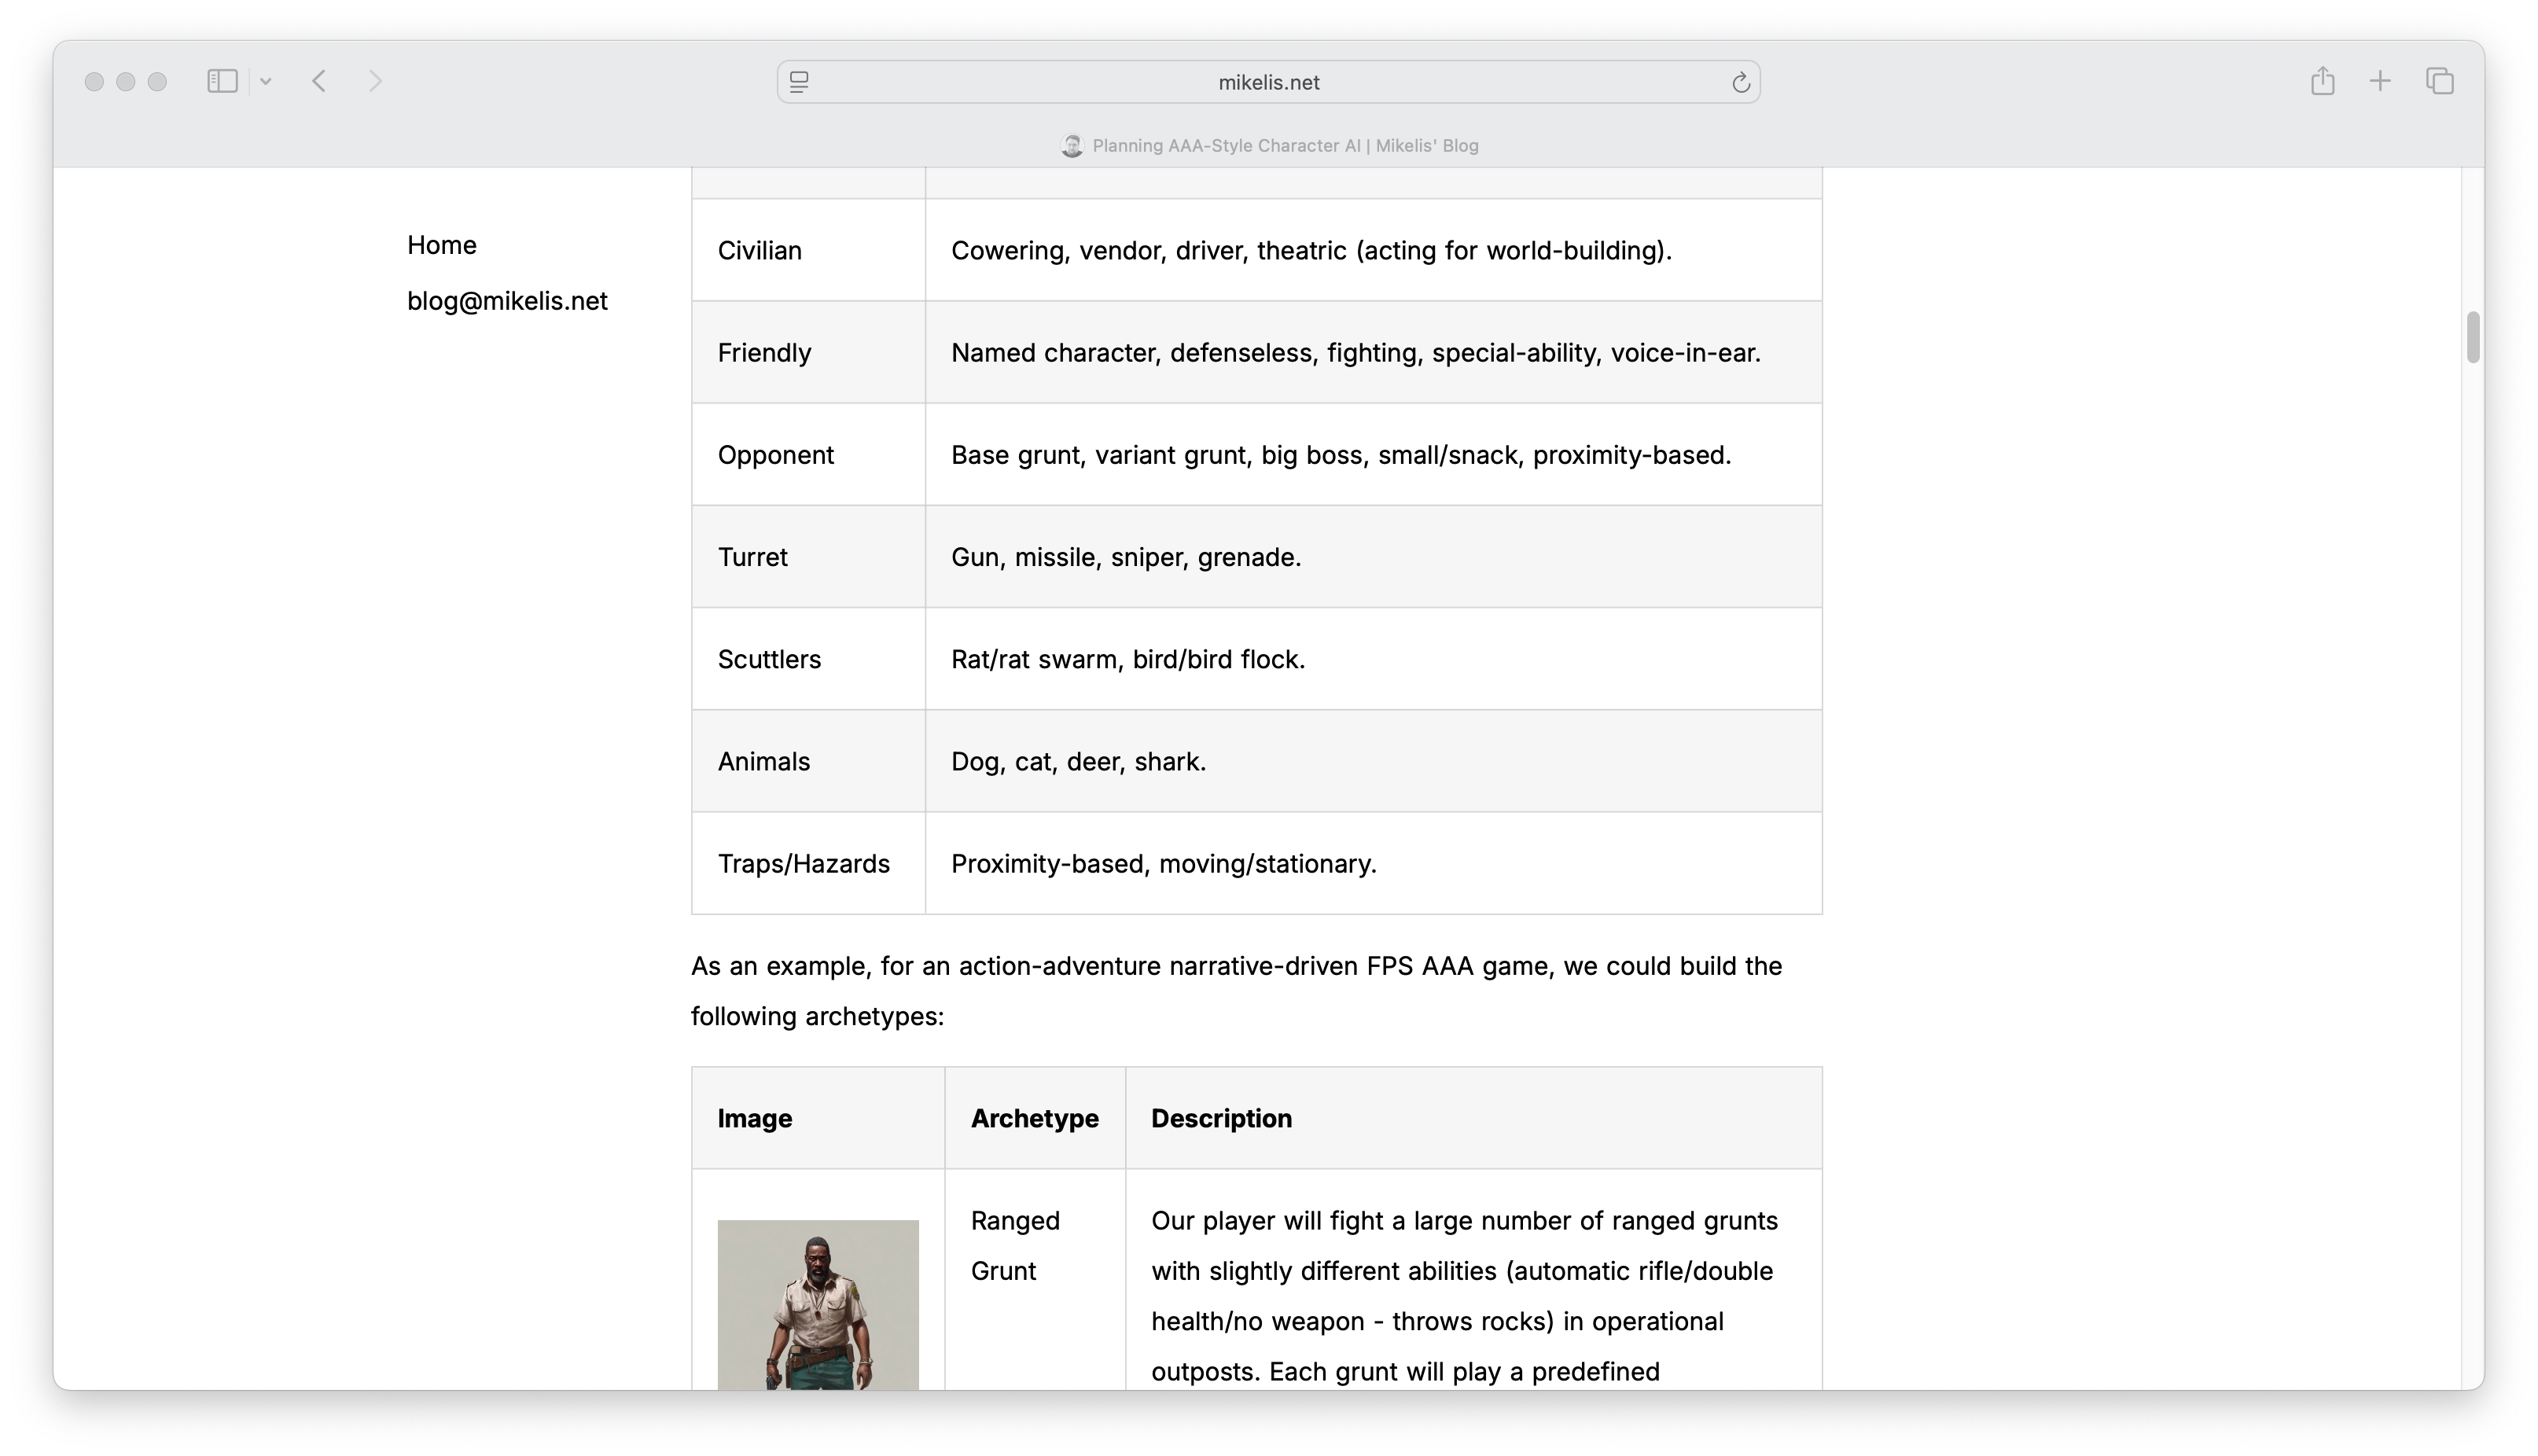 mikelis.net
Planning AAA-Style Character AI | Mikelis' Blog
Home
blog@mikelis.net
Civilian
Cowering, vendor, driver, theatric (acting for world-building).
Friendly
Named character, defenseless, fighting, special-ability, voice-in-ear.
Opponent
Base grunt, variant grunt, big boss, small/snack, proximity-based.
Turret
Gun, missile, sniper, grenade.
Scuttlers
Rat/rat swarm, bird/bird flock.
Animals
Dog, cat, deer, shark.
Traps/Hazards
Proximity-based, moving/stationary.
As an example, for an action-adventure narrative-driven FPS AAA game, we could build the
following archetypes:
Image
Archetype
Description
Ranged
Grunt
Our player will fight a large number of ranged grunts
with slightly different abilities (automatic rifle/double
health/no weapon - throws rocks) in operational
outposts. Each grunt will play a predefined